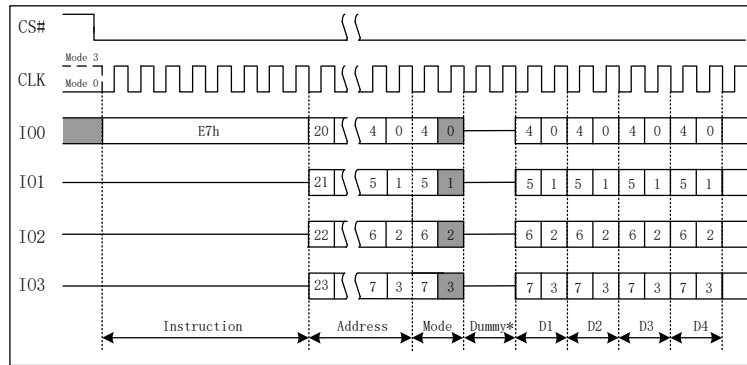 CS#
Mode 3
CLK
Mode 0
IO0 E7h 20 4 0 4 0 4 0 4 0 4 0 4 0
IO1 21 5 1 5 1 5 1 5 1 5 1 5 1
IO2 22 6 2 6 2 6 2 6 2 6 2 6 2
IO3 23 7 3 7 3 7 3 7 3 7 3 7 3
Instruction Address Mode Dummy* D1 D2 D3 D4